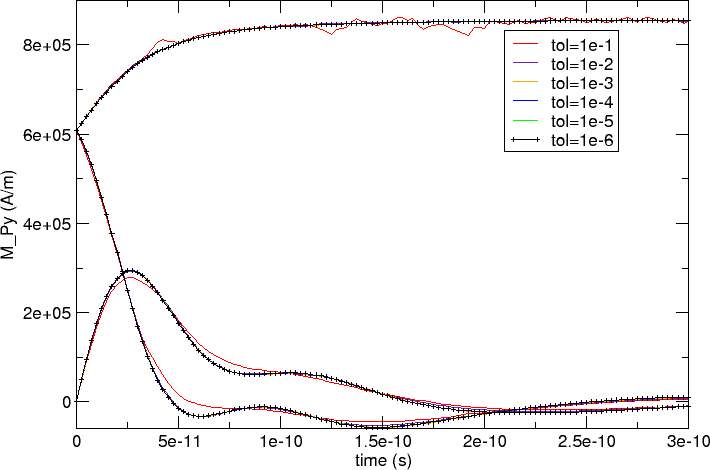 8e+05
6e+05
4e+05
2e+05
0
M_Py (A/m)
tol=1e-1
tol=1e-2
tol=1e-3
tol=1e-4
tol=1e-5
tol=1e-6
0 5e-11 1e-10 1.5e-10 2e-10 2.5e-10 3e-10
time (s)